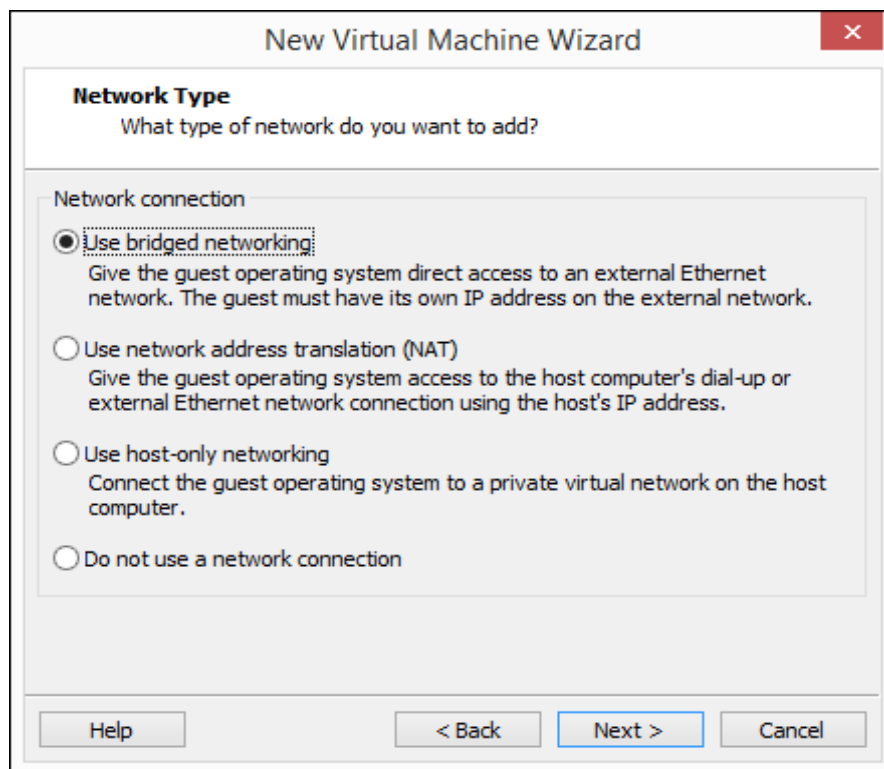 New Virtual Machine Wizard
Network Type
What type of network do you want to add?
Network connection
Use bridged networking
Give the guest operating system direct access to an external Ethernet
network. The guest must have its own IP address on the external network.
Use network address translation (NAT)
Give the guest operating system access to the host computer's dial-up or
external Ethernet network connection using the host's IP address.
Use host-only networking
Connect the guest operating system to a private virtual network on the host
computer.
Do not use a network connection
Help
< Back
Next >
Cancel